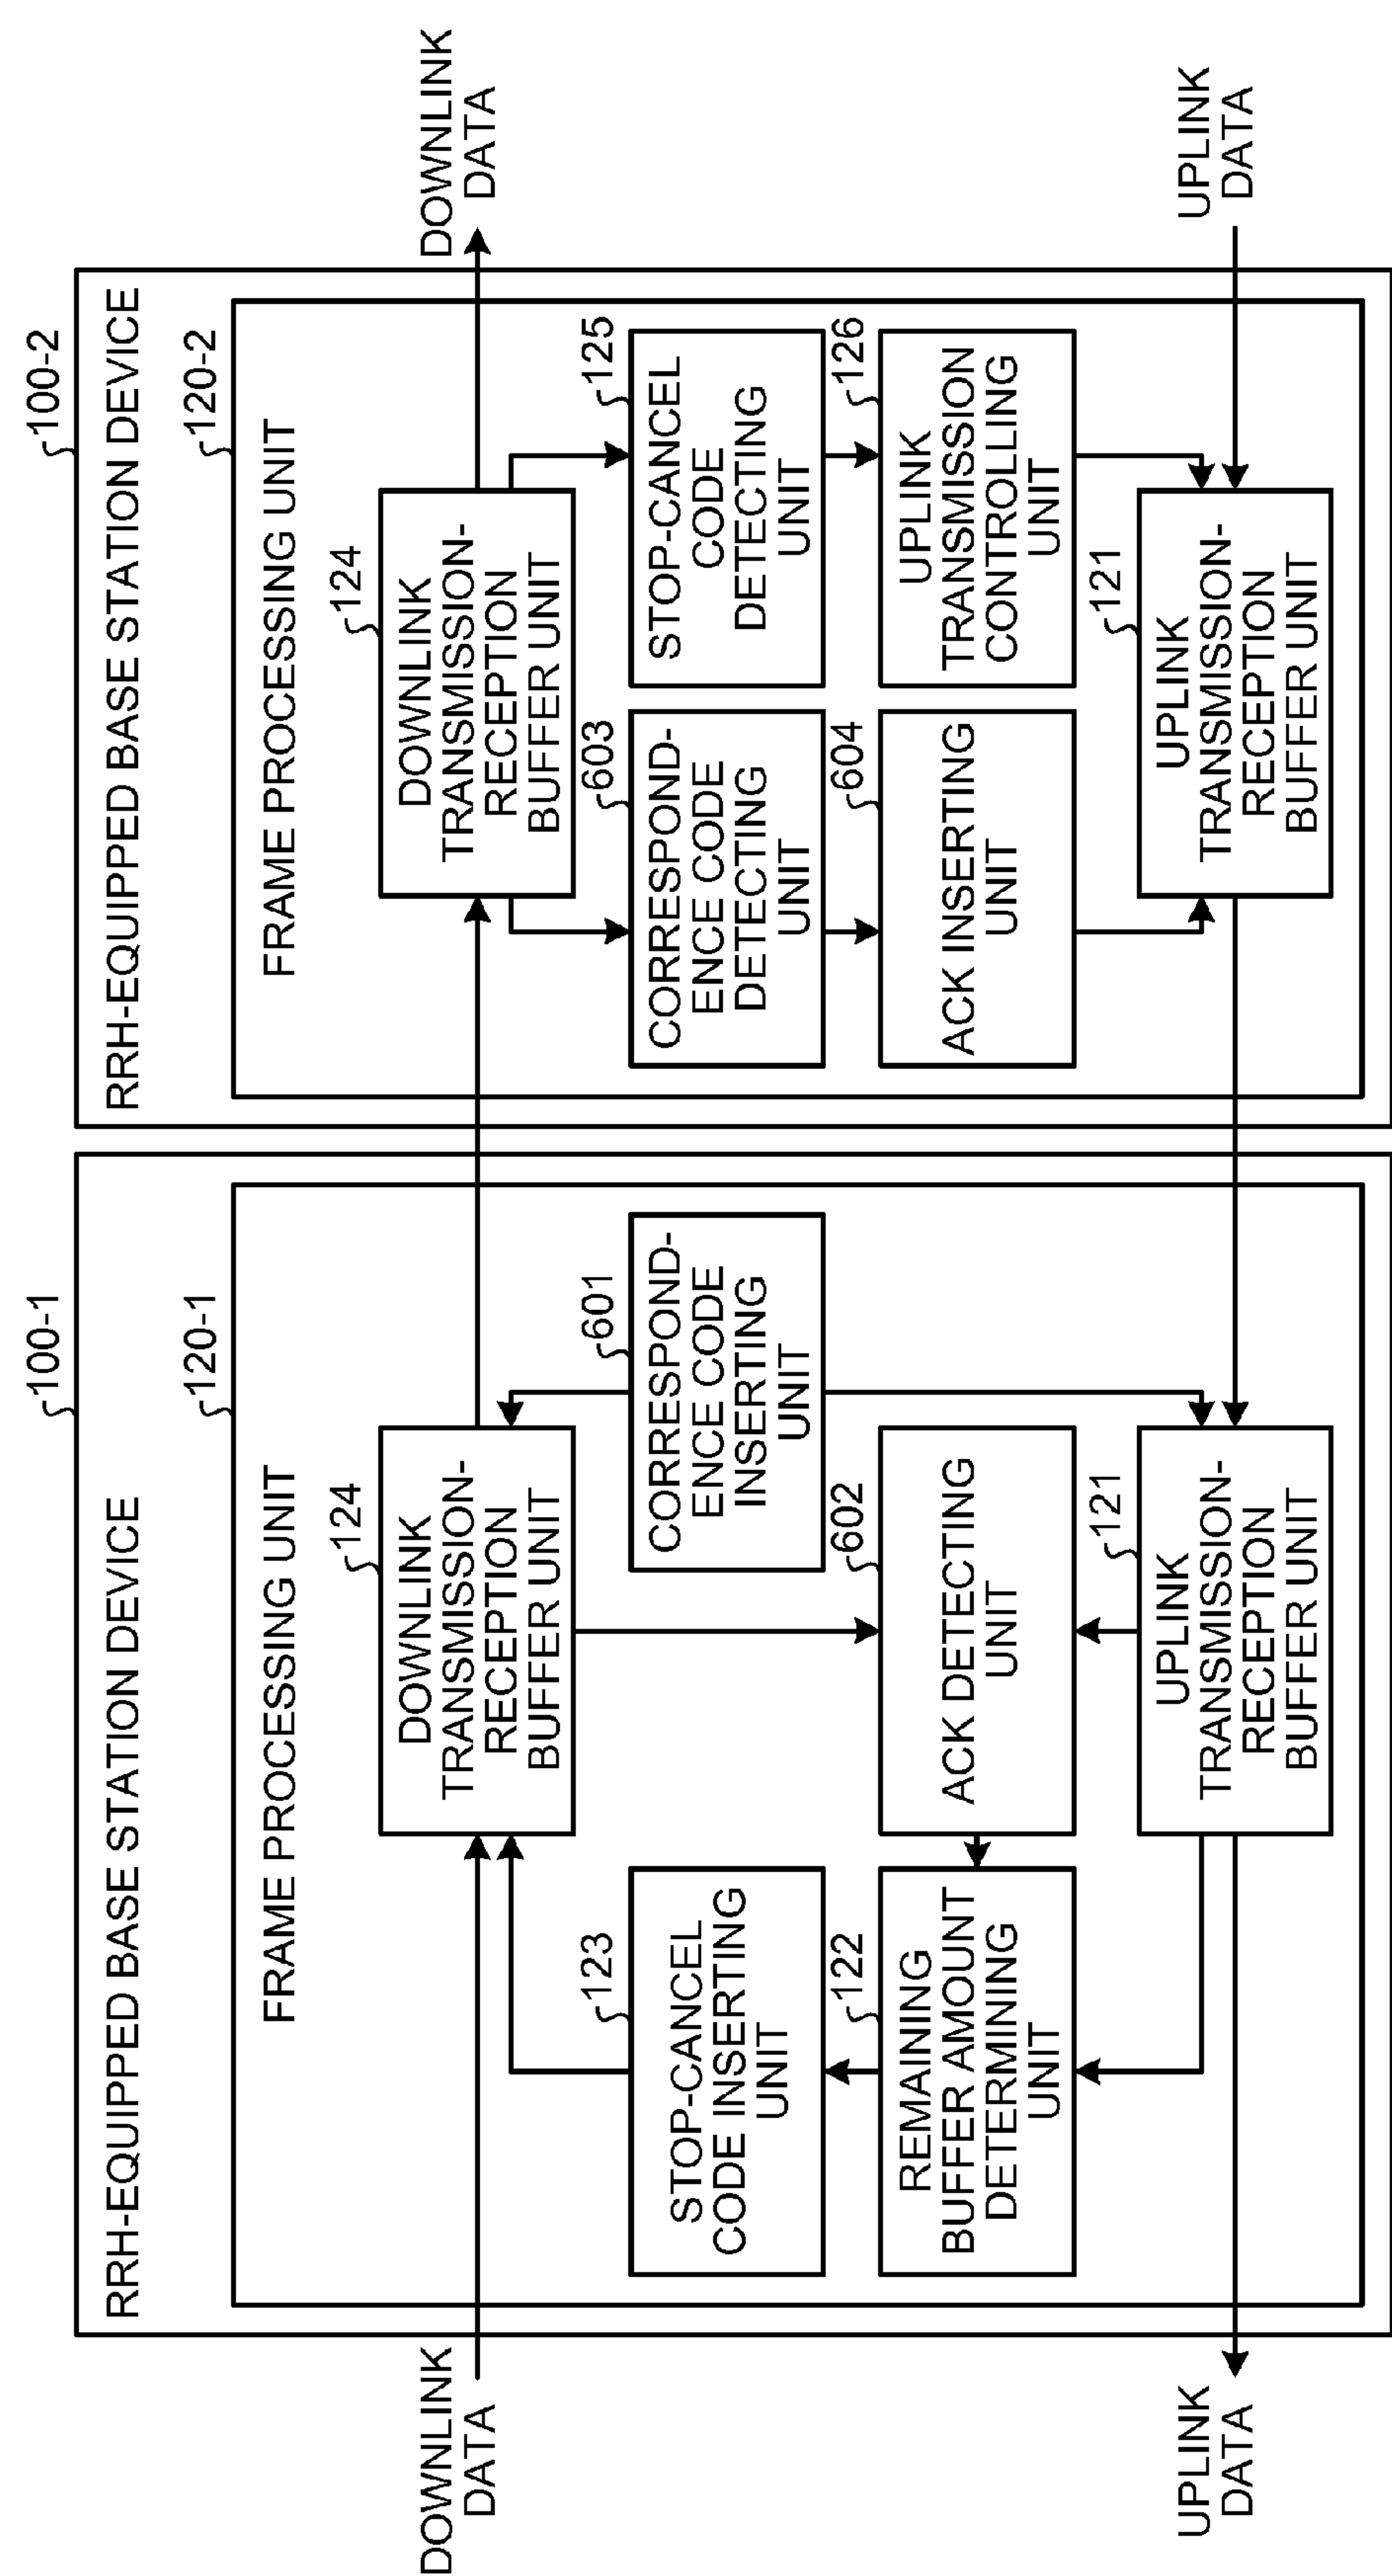 100-1
RRH-EQUIPPED BASE STATION DEVICE
120-1
FRAME PROCESSING UNIT
DOWNLINK
DATA
124
DOWNLINK
TRANSMISSION-
RECEPTION
BUFFER UNIT
123
STOP-CANCEL
CODE INSERTING
UNIT
601
CORRESPOND-
ENCE CODE
INSERTING
UNIT
122
REMAINING
BUFFER AMOUNT
DETERMINING
UNIT
602
ACK DETECTING
UNIT
121
UPLINK
TRANSMISSION-
RECEPTION
BUFFER UNIT
UPLINK
DATA
100-2
RRH-EQUIPPED BASE STATION DEVICE
120-2
FRAME PROCESSING UNIT
124
DOWNLINK
TRANSMISSION-
RECEPTION
BUFFER UNIT
DOWNLINK
DATA
603
CORRESPOND-
ENCE CODE
DETECTING
UNIT
125
STOP-CANCEL
CODE
DETECTING
UNIT
604
ACK INSERTING
UNIT
126
UPLINK
TRANSMISSION
CONTROLLING
UNIT
121
UPLINK
TRANSMISSION-
RECEPTION
BUFFER UNIT
UPLINK
DATA